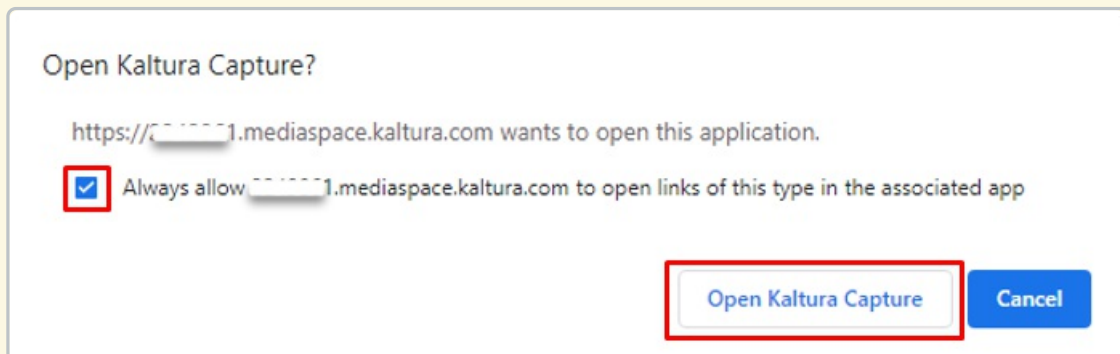 Open Kaltura Capture?
https:// 1.mediaspace.kaltura.com wants to open this application.
Always allow 1.mediaspace.kaltura.com to open links of this type in the associated app
Open Kaltura Capture
Cancel